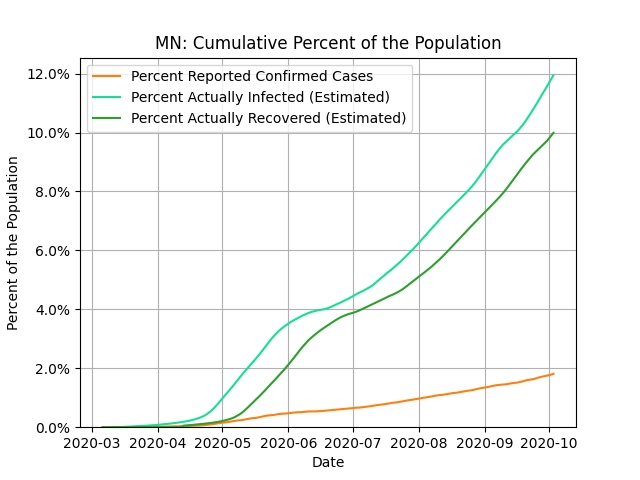 MN: Cumulative Percent of the Population
Percent Reported Confirmed Cases
Percent Actually Infected (Estimated)
Percent Actually Recovered (Estimated)
Percent of the Population
12.0%
10.0%
8.0%
6.0%
4.0%
2.0%
0.0%
2020-03 2020-04 2020-05 2020-06 2020-07 2020-08 2020-09 2020-10
Date